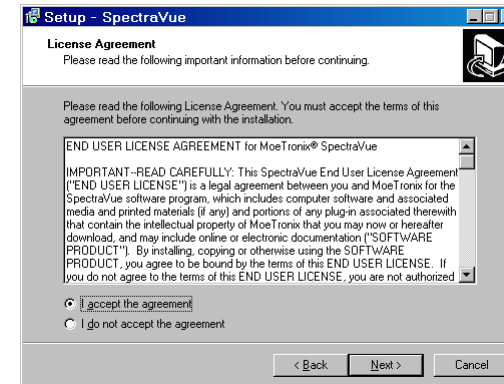 Setup - SpectraVue
License Agreement
Please read the following important information before continuing.
Please read the following License Agreement. You must accept the terms of this
agreement before continuing with the installation.
END USER LICENSE AGREEMENT for MoeTronix® SpectraVue
IMPORTANT--READ CAREFULLY: This SpectraVue End User License Agreement
("END USER LICENSE") is a legal agreement between you and MoeTronix for the
SpectraVue software program, which includes computer software and associated
media and printed materials (if any) and portions of any plug-in associated therewith
that contain the intellectual property of MoeTronix that you may now or hereafter
download, and may include online or electronic documentation ("SOFTWARE
PRODUCT"). By installing, copying or otherwise using the SOFTWARE
PRODUCT, you agree to be bound by the terms of this END USER LICENSE. If
you do not agree to the terms of this END USER LICENSE, you are not authorized
I accept the agreement
I do not accept the agreement
< Back Next > Cancel